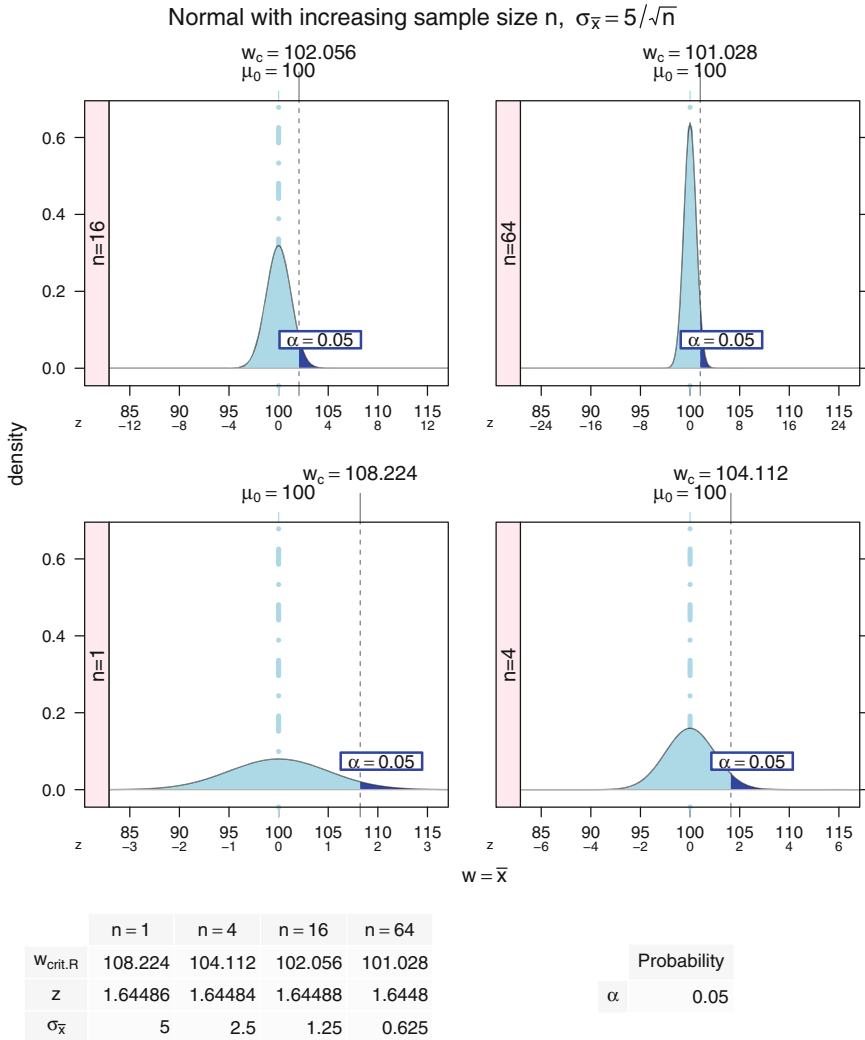 Normal with increasing sample size n, σx̄ = 5/√n
wc = 102.056
μ0 = 100
wc = 101.028
μ0 = 100
0.6
0.4
0.2
0.0
n=16
α = 0.05
n=64
α = 0.05
85 90 95 100 105 110 115
z −12 −8 −4 0 4 8 12
85 90 95 100 105 110 115
z −24 −16 −8 0 8 16 24
density
wc = 108.224
μ0 = 100
wc = 104.112
μ0 = 100
0.6
0.4
0.2
0.0
n=1
α = 0.05
n=4
α = 0.05
85 90 95 100 105 110 115
z −3 −2 −1 0 1 2 3
85 90 95 100 105 110 115
z −6 −4 −2 0 2 4 6
w = x̄
n = 1 n = 4 n = 16 n = 64
wcrit.R 108.224 104.112 102.056 101.028
z 1.64486 1.64484 1.64488 1.6448
σx̄ 5 2.5 1.25 0.625
Probability
α 0.05